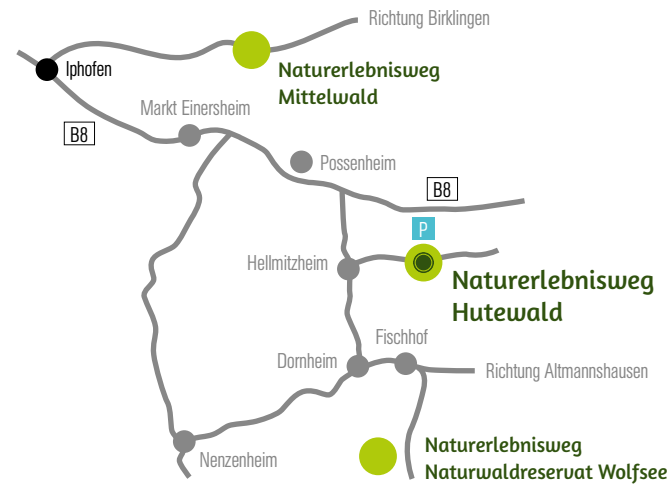 Richtung Birklingen
Iphofen
Naturerlebnisweg
Mittelwald
Markt Einersheim
B8
Possenheim
B8
P
Hellmitzheim
Naturerlebnisweg
Hutewald
Fischhof
Dornheim
Richtung Altmannshausen
Naturerlebnisweg
Naturwaldreservat Wolfsee
Nenzenheim